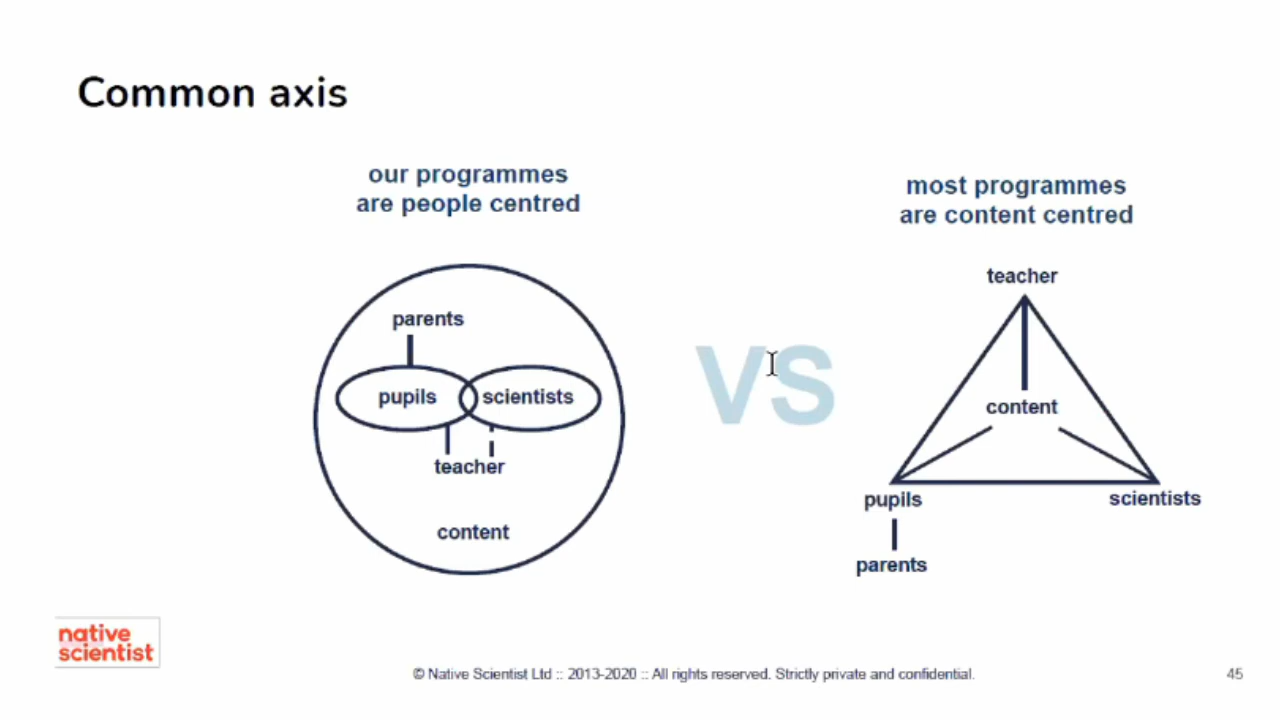 Common axis
our programmes
are people centred
parents
pupils
scientists
teacher
content
VS
most programmes
are content centred
teacher
content
pupils
scientists
parents
native
scientist
© Native Scientist Ltd :: 2013-2020 :: All rights reserved. Strictly private and confidential.
45